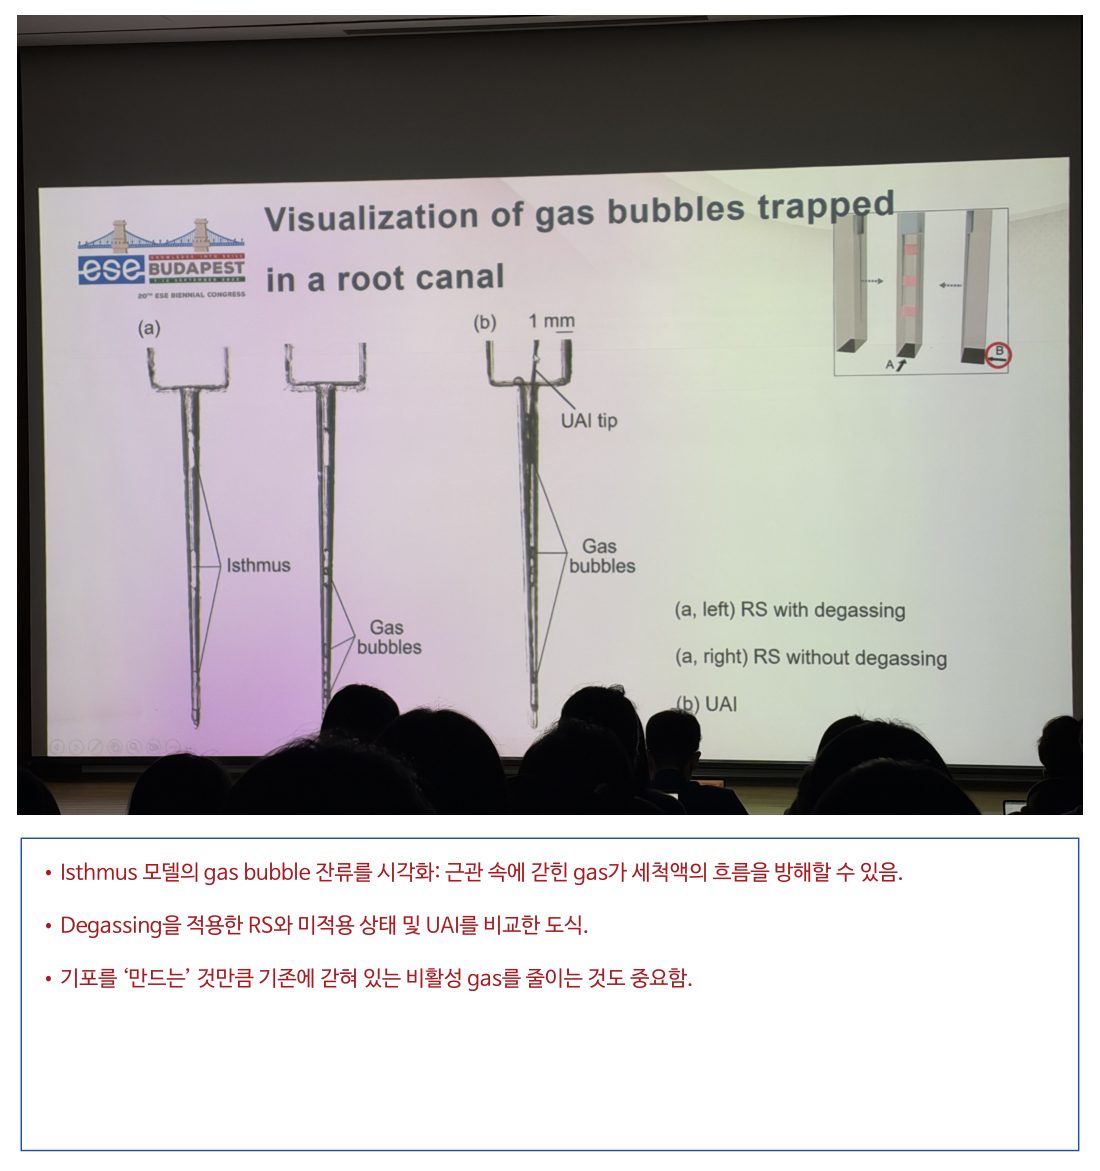 Visualization of gas bubbles trapped
in a root canal
ese BUDAPEST
20TH ESE BIENNIAL CONGRESS
(a)
(b)
1 mm
A
B
UAI tip
Isthmus
Gas
bubbles
Gas
bubbles
(a, left) RS with degassing
(a, right) RS without degassing
(b) UAI
• Isthmus 모델의 gas bubble 잔류를 시각화: 근관 속에 갇힌 gas가 세척액의 흐름을 방해할 수 있음.
• Degassing을 적용한 RS와 미적용 상태 및 UAI를 비교한 도식.
• 기포를 ‘만드는’ 것만큼 기존에 갇혀 있는 비활성 gas를 줄이는 것도 중요함.